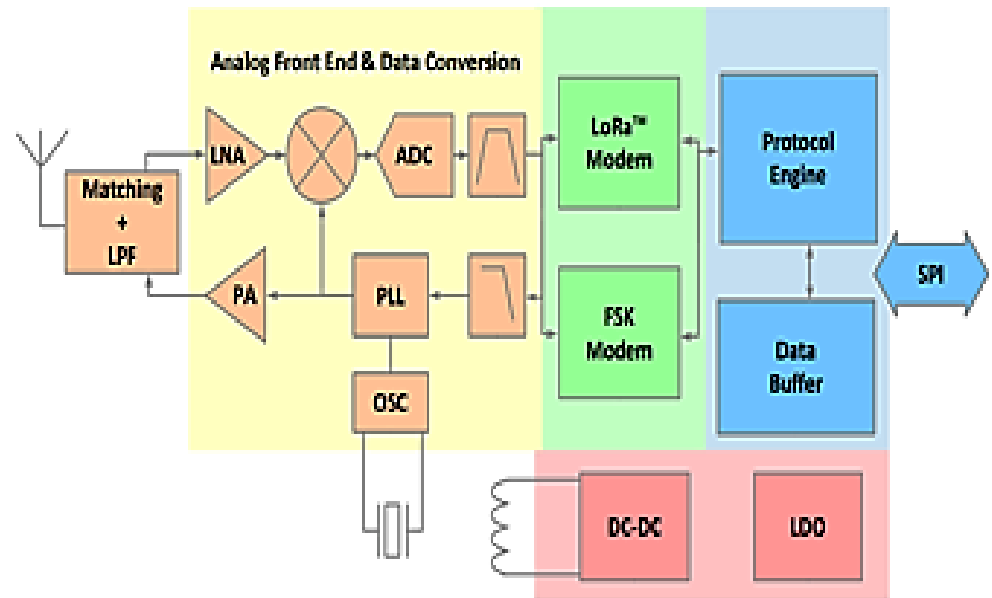 Analog Front End & Data Conversion
LNA
ADC
LoRa™
Modem
Protocol
Engine
Matching
+
LPF
PA
PLL
FSK
Modem
SPI
Data
Buffer
OSC
DC-DC
LDO